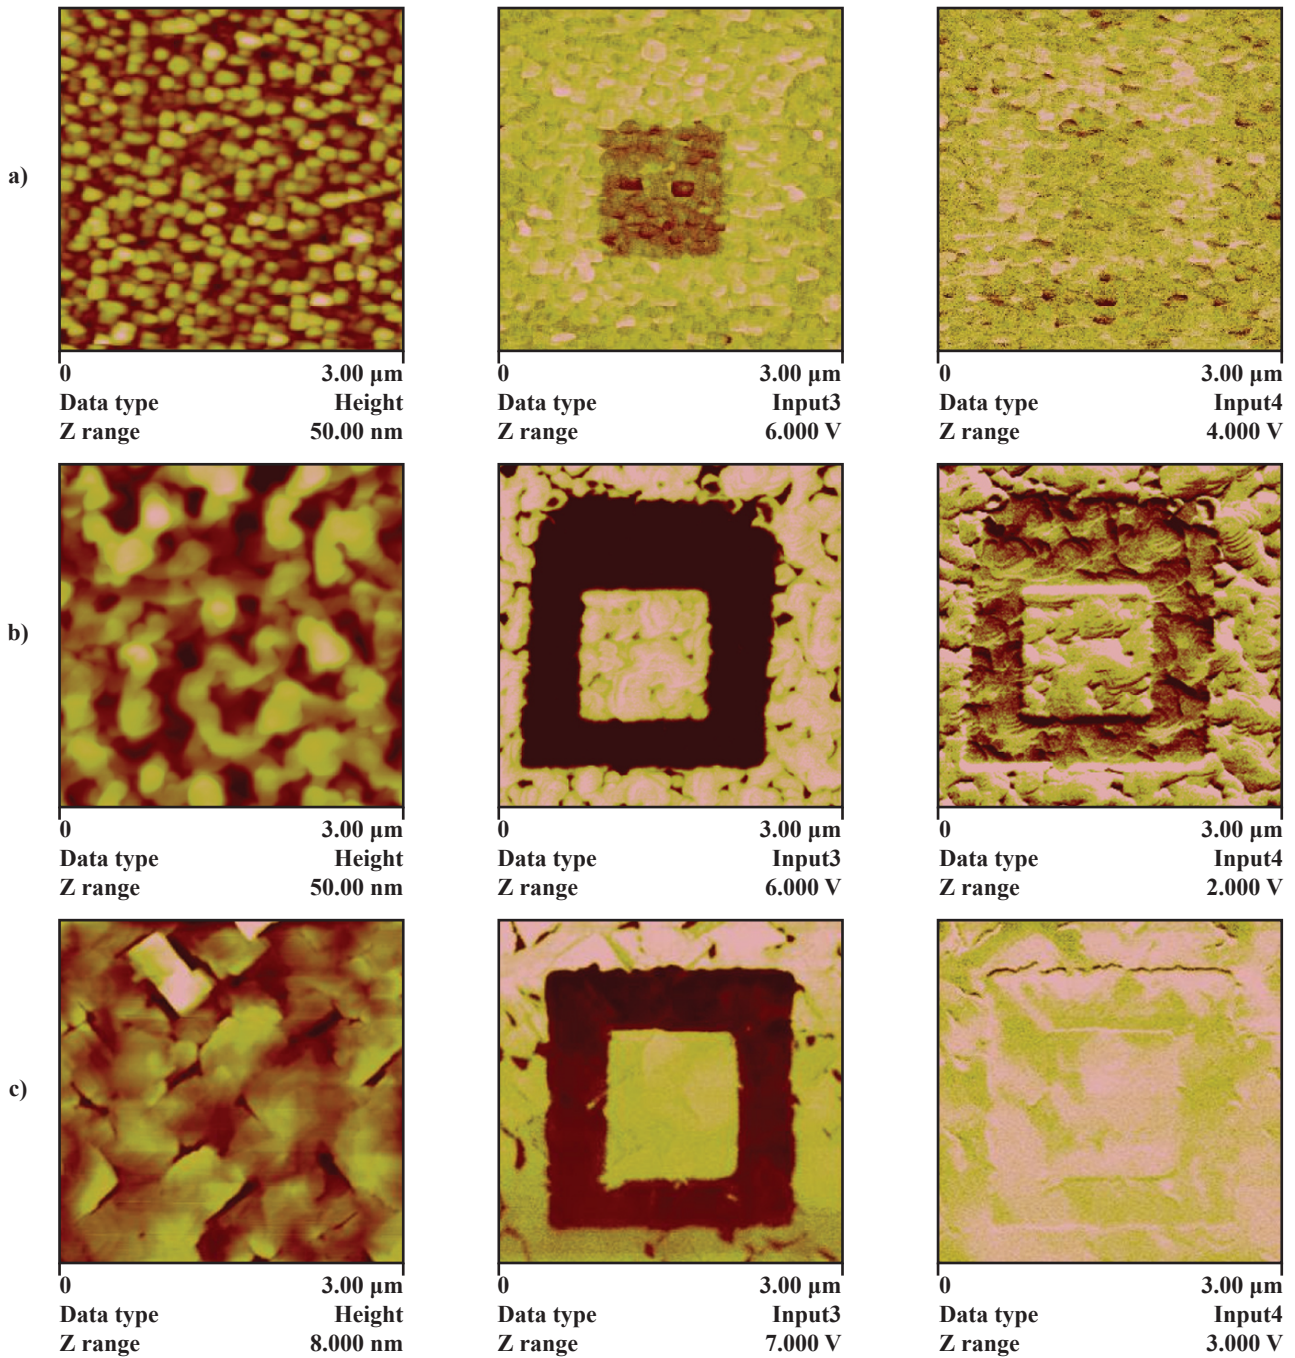 a)
0 3.00 µm 0 3.00 µm 0 3.00 µm
Data type Height Data type Input3 Data type Input4
Z range 50.00 nm Z range 6.000 V Z range 4.000 V
b)
0 3.00 µm 0 3.00 µm 0 3.00 µm
Data type Height Data type Input3 Data type Input4
Z range 50.00 nm Z range 6.000 V Z range 2.000 V
c)
0 3.00 µm 0 3.00 µm 0 3.00 µm
Data type Height Data type Input3 Data type Input4
Z range 8.000 nm Z range 7.000 V Z range 3.000 V